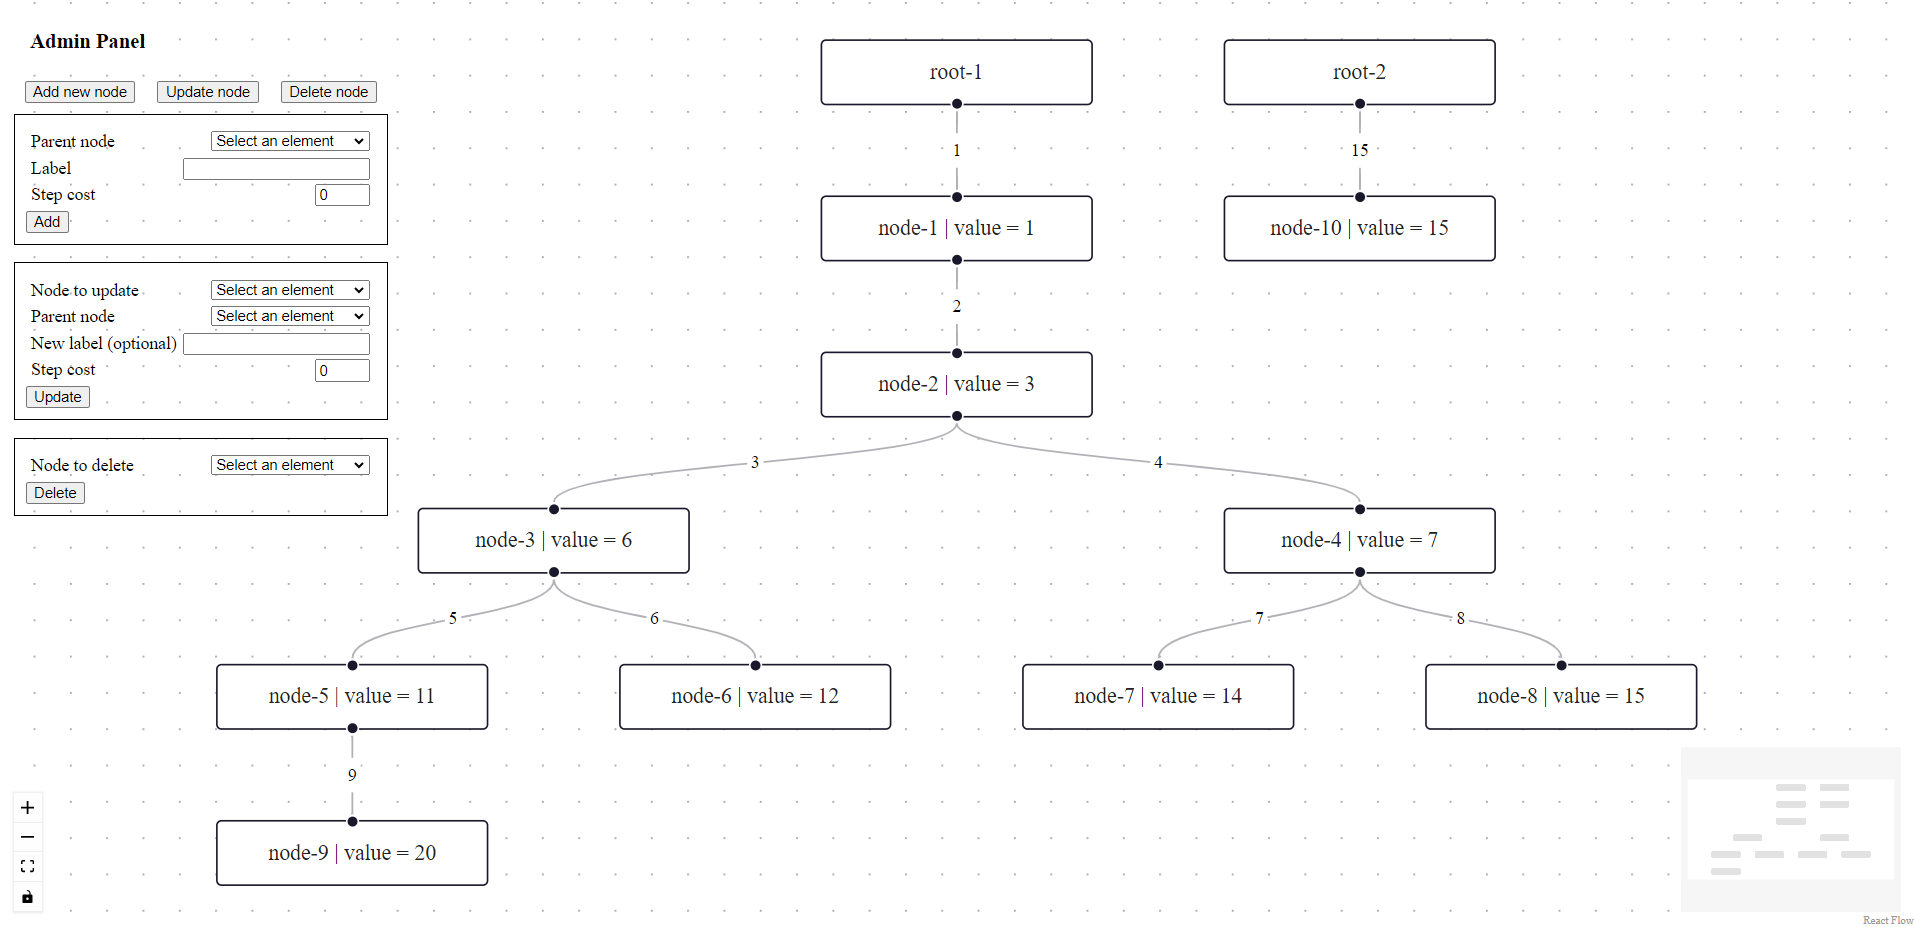 Admin Panel
Add new node
Update node
Delete node
Parent node
Select an element
Label
Step cost
0
Add
Node to update
Select an element
Parent node
Select an element
New label (optional)
Step cost
0
Update
Node to delete
Select an element
Delete
root-1
root-2
1
15
node-1 | value = 1
node-10 | value = 15
2
node-2 | value = 3
3
4
node-3 | value = 6
node-4 | value = 7
5
6
7
8
node-5 | value = 11
node-6 | value = 12
node-7 | value = 14
node-8 | value = 15
9
node-9 | value = 20
React Flow